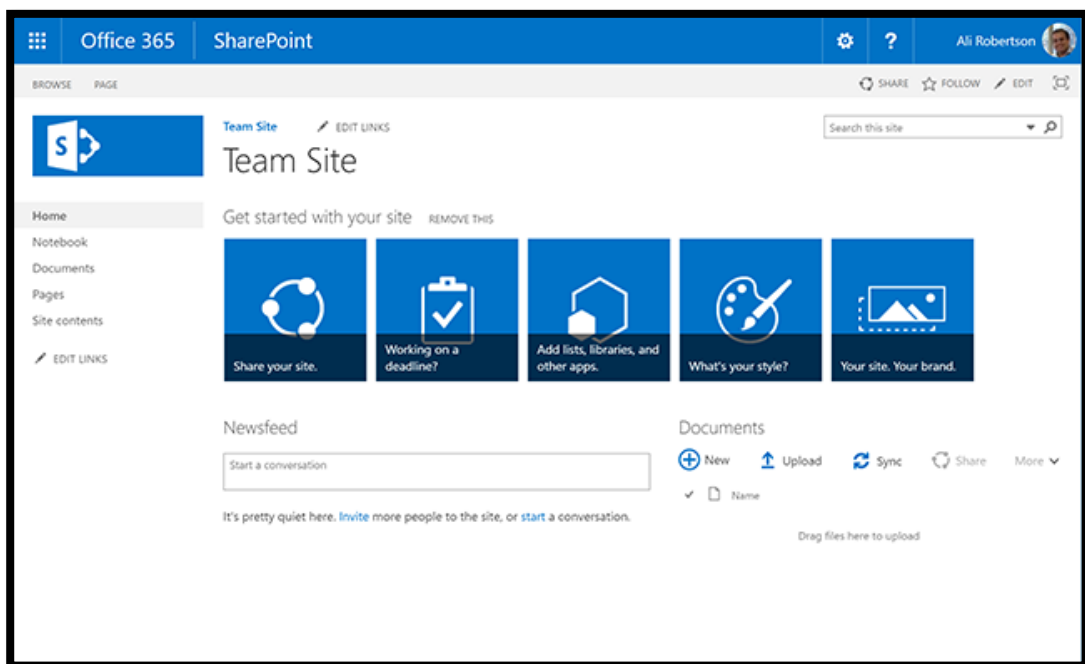 Office 365 SharePoint ? Ali Robertson
BROWSE PAGE SHARE FOLLOW EDIT
S
Team Site EDIT LINKS
Search this site
Team Site
Home
Notebook
Documents
Pages
Site contents
EDIT LINKS
Get started with your site REMOVE THIS
Share your site.
Working on a
deadline?
Add lists, libraries, and
other apps.
What's your style?
Your site. Your brand.
Newsfeed
Start a conversation
It's pretty quiet here. Invite more people to the site, or start a conversation.
Documents
New Upload Sync Share More
Name
Drag files here to upload